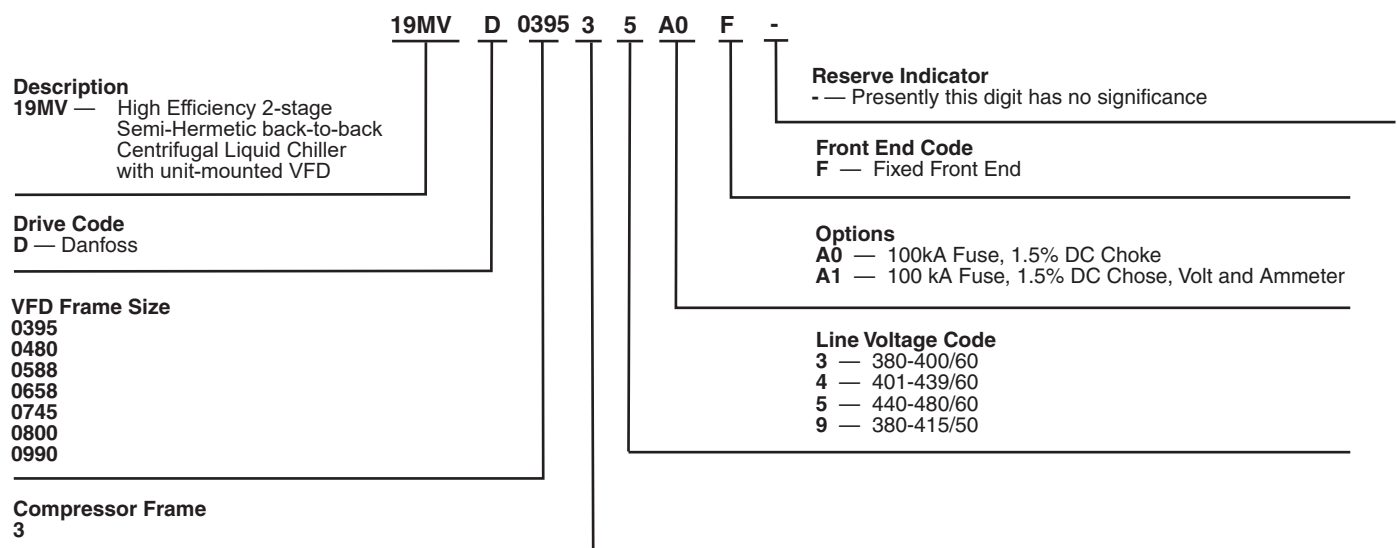 19MV D 0395 3 5 A0 F -
Description
19MV — High Efficiency 2-stage
Semi-Hermetic back-to-back
Centrifugal Liquid Chiller
with unit-mounted VFD
Drive Code
D — Danfoss
VFD Frame Size
0395
0480
0588
0658
0745
0800
0990
Compressor Frame
3
Reserve Indicator
- — Presently this digit has no significance
Front End Code
F — Fixed Front End
Options
A0 — 100kA Fuse, 1.5% DC Choke
A1 — 100 kA Fuse, 1.5% DC Chose, Volt and Ammeter
Line Voltage Code
3 — 380-400/60
4 — 401-439/60
5 — 440-480/60
9 — 380-415/50